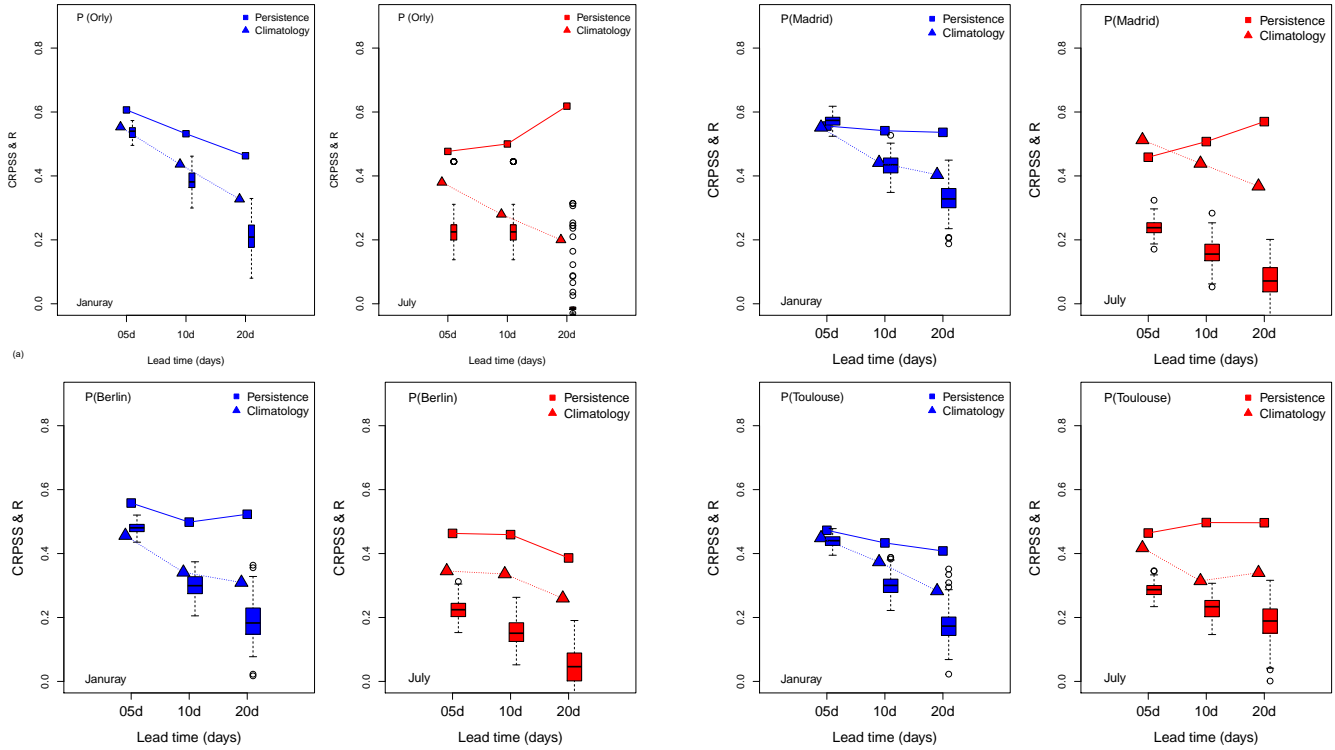 P (Orly)
Persistence
Climatology
CRPSS & R
0.0 0.2 0.4 0.6 0.8
Januray
05d 10d 20d
Lead time (days)
(a)
P (Orly)
Persistence
Climatology
CRPSS & R
0.0 0.2 0.4 0.6 0.8
July
05d 10d 20d
Lead time (days)
P(Madrid)
Persistence
Climatology
CRPSS & R
0.0 0.2 0.4 0.6 0.8
Januray
05d 10d 20d
Lead time (days)
P(Madrid)
Persistence
Climatology
CRPSS & R
0.0 0.2 0.4 0.6 0.8
July
05d 10d 20d
Lead time (days)
P(Berlin)
Persistence
Climatology
CRPSS & R
0.0 0.2 0.4 0.6 0.8
Januray
05d 10d 20d
Lead time (days)
P(Berlin)
Persistence
Climatology
CRPSS & R
0.0 0.2 0.4 0.6 0.8
July
05d 10d 20d
Lead time (days)
P(Toulouse)
Persistence
Climatology
CRPSS & R
0.0 0.2 0.4 0.6 0.8
Januray
05d 10d 20d
Lead time (days)
P(Toulouse)
Persistence
Climatology
CRPSS & R
0.0 0.2 0.4 0.6 0.8
July
05d 10d 20d
Lead time (days)